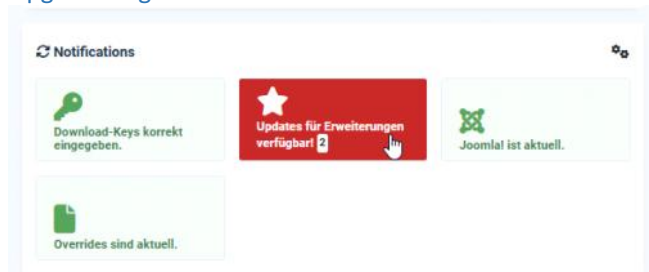 Notifications
Download-Keys korrekt
eingegeben.
Updates für Erweiterungen
verfügbar! 2
Joomla! ist aktuell.
Overrides sind aktuell.